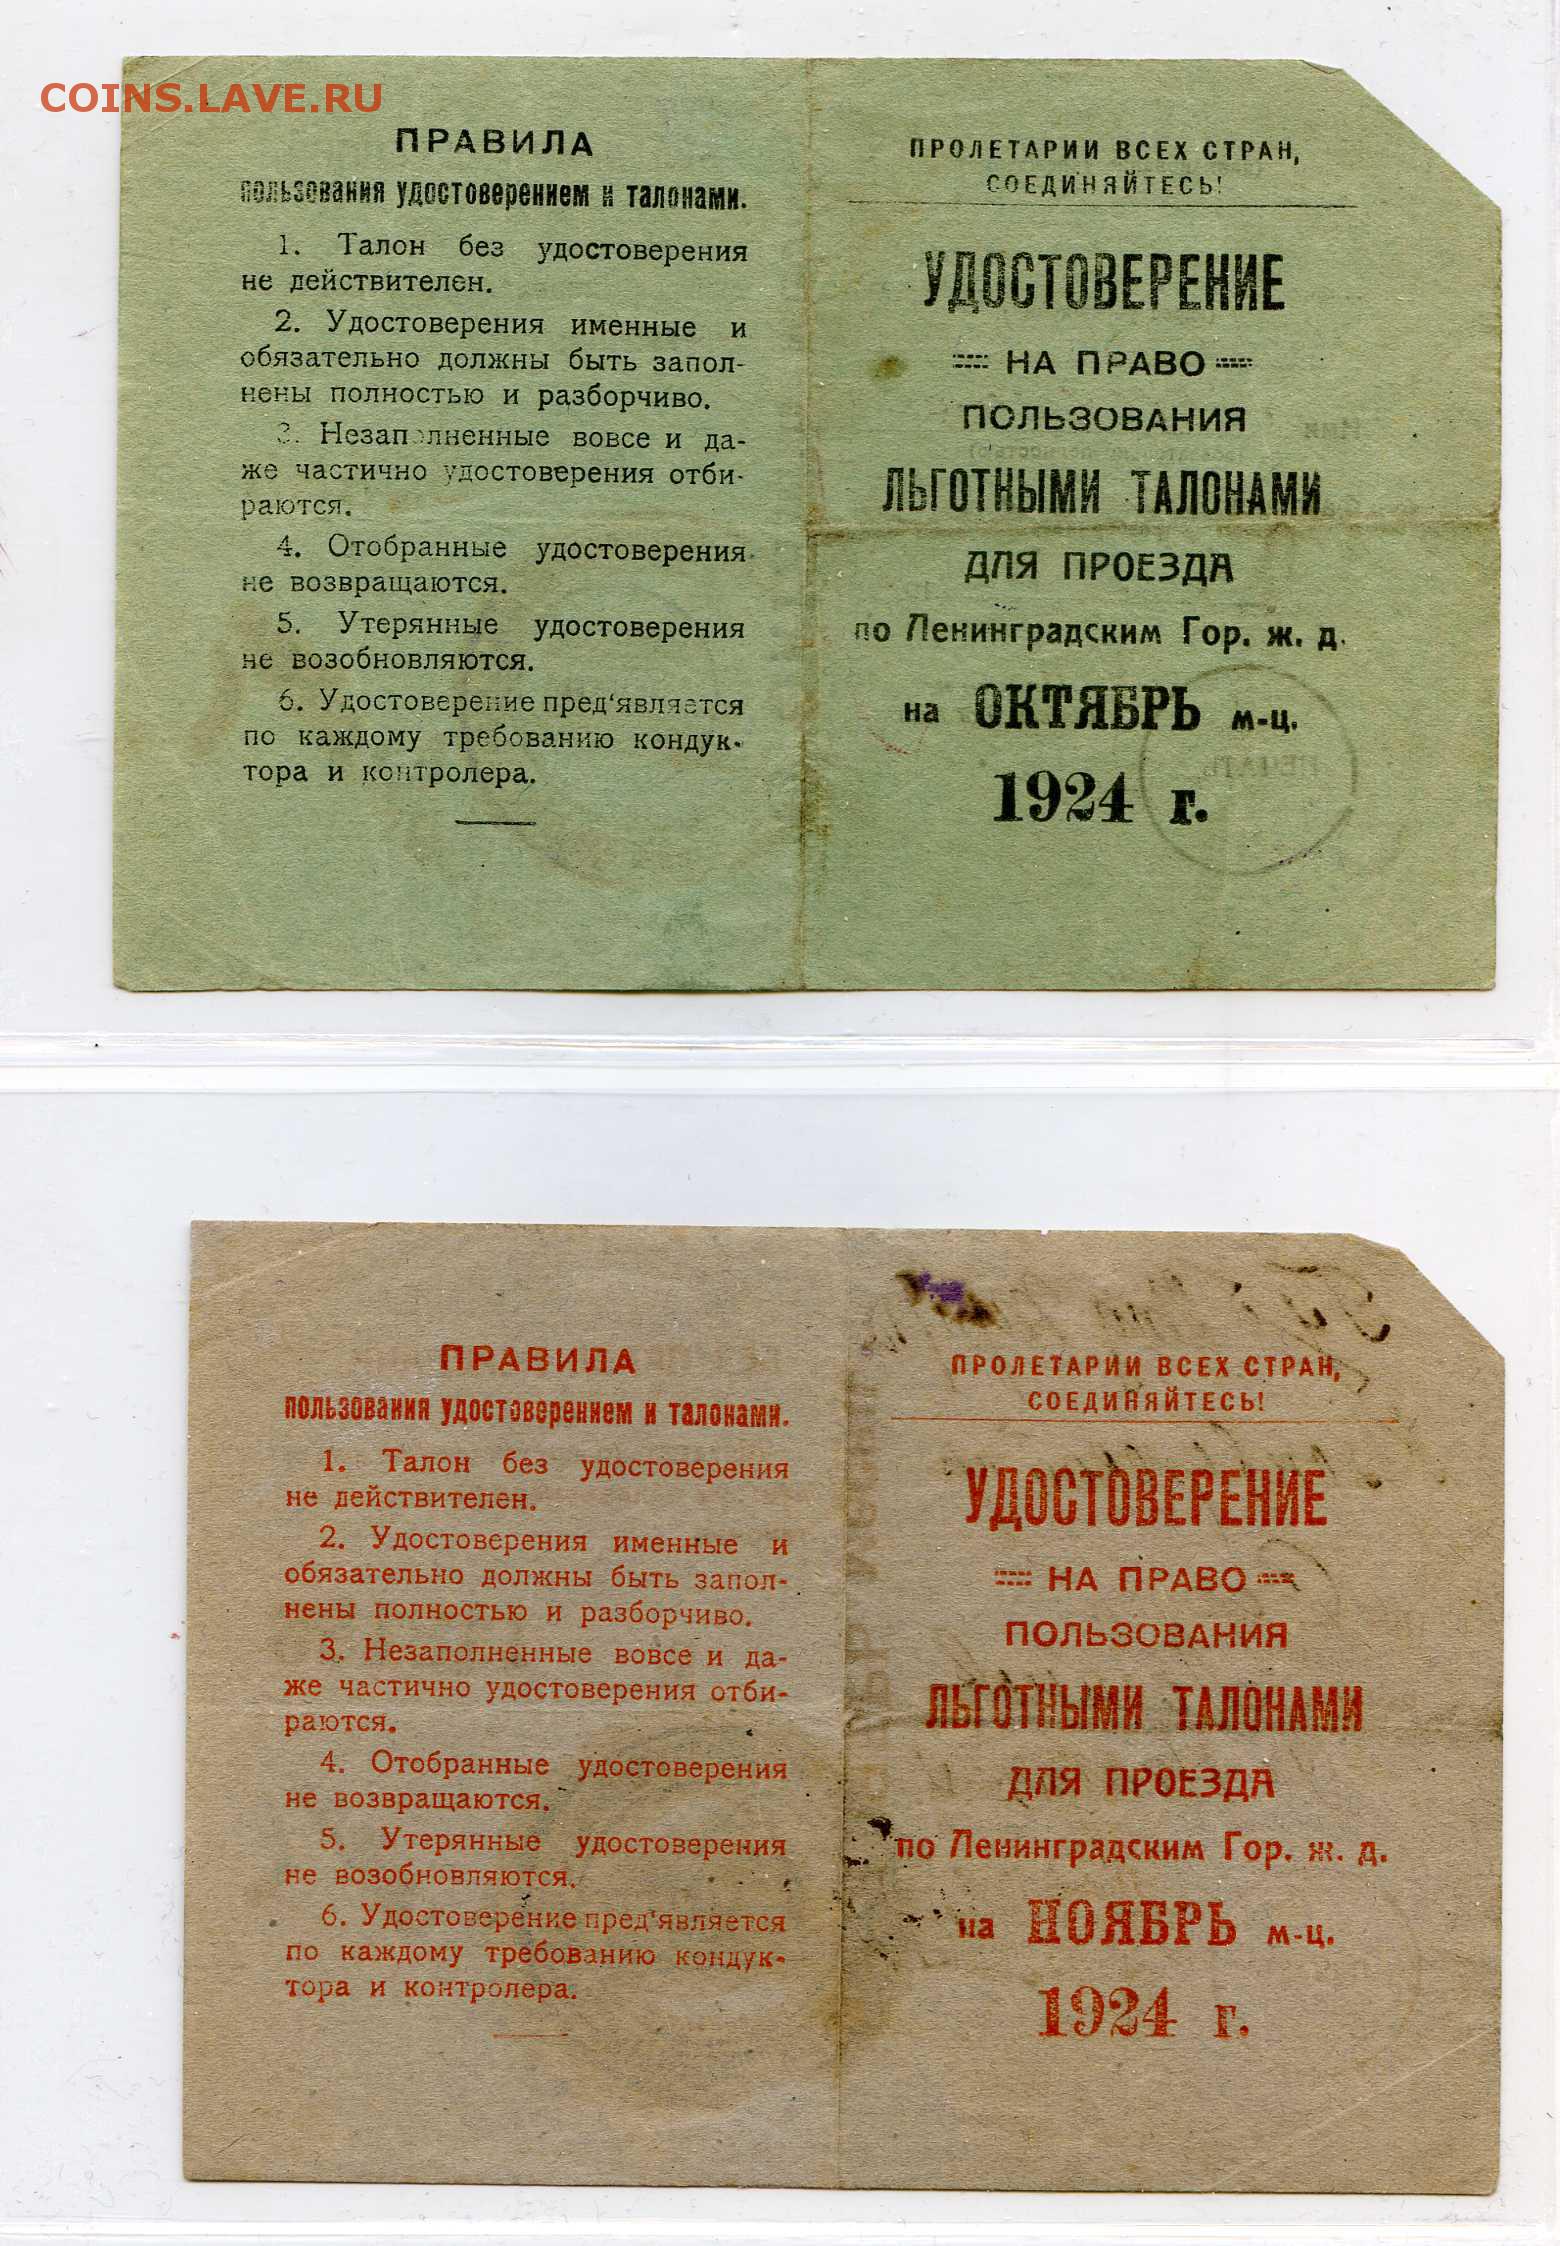 COINS.LAVE.RU
ПРАВИЛА
пользования удостоверением и талонами.
1. Талон без удостоверения
не действителен.
2. Удостоверения именные и
обязательно должны быть запол-
нены полностью и разборчиво.
3. Незаполненные вовсе и да-
же частично удостоверения отби-
раются.
4. Отобранные удостоверения
не возвращаются.
5. Утерянные удостоверения
не возобновляются.
6. Удостоверение пред'является
по каждому требованию кондук-
тора и контролера.
ПРОЛЕТАРИИ ВСЕХ СТРАН,
СОЕДИНЯЙТЕСЬ!
УДОСТОВЕРЕНИЕ
НА ПРАВО
ПОЛЬЗОВАНИЯ
ЛЬГОТНЫМИ ТАЛОНАМИ
ДЛЯ ПРОЕЗДА
по Ленинградским Гор. ж. д.
на ОКТЯБРЬ м-ц.
1924 г.
ПРАВИЛА
пользования удостоверением и талонами.
1. Талон без удостоверения
не действителен.
2. Удостоверения именные и
обязательно должны быть запол-
нены полностью и разборчиво.
3. Незаполненные вовсе и да-
же частично удостоверения отби-
раются.
4. Отобранные удостоверения
не возвращаются.
5. Утерянные удостоверения
не возобновляются.
6. Удостоверение пред'является
по каждому требованию кондук-
тора и контролера.
ПРОЛЕТАРИИ ВСЕХ СТРАН,
СОЕДИНЯЙТЕСЬ!
УДОСТОВЕРЕНИЕ
НА ПРАВО
ПОЛЬЗОВАНИЯ
ЛЬГОТНЫМИ ТАЛОНАМИ
ДЛЯ ПРОЕЗДА
по Ленинградским Гор. ж. д.
на НОЯБРЬ м-ц.
1924 г.